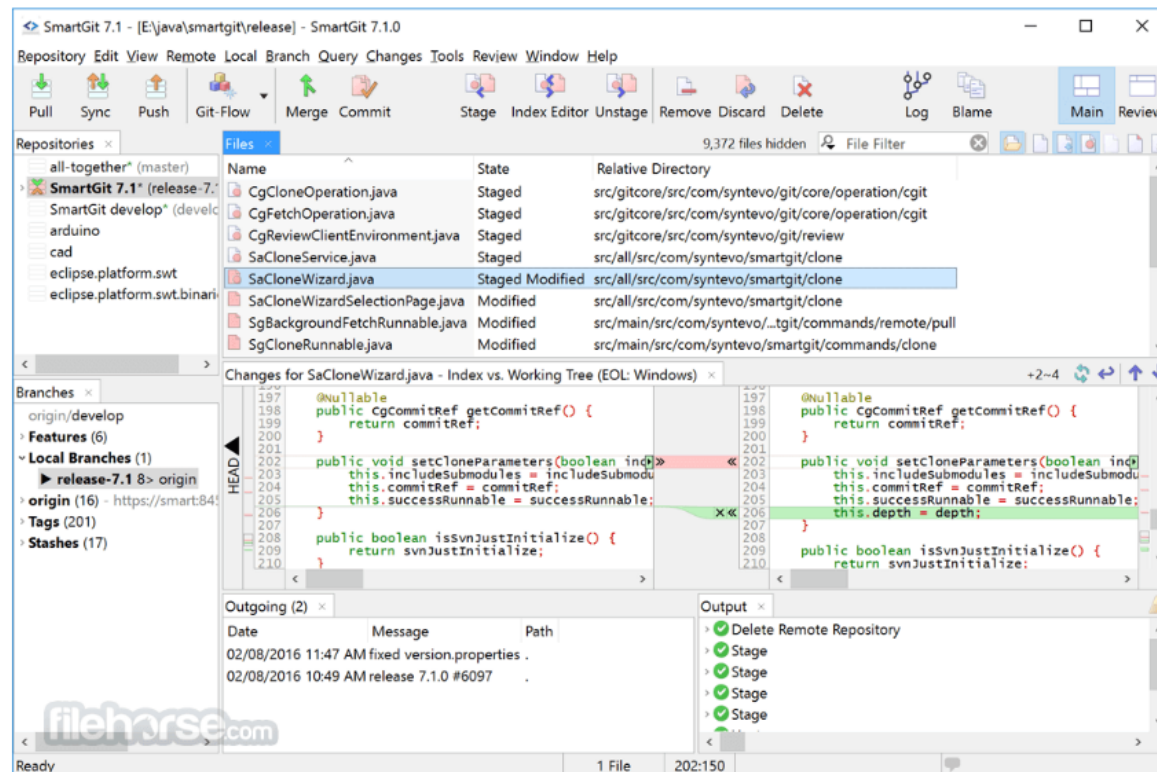 SmartGit 7.1 - [E:\java\smartgit\release] - SmartGit 7.1.0
Repository Edit View Remote Local Branch Query Changes Tools Review Window Help
Pull Sync Push Git-Flow Merge Commit Stage Index Editor Unstage Remove Discard Delete Log Blame Main Review
Repositories
all-together* (master)
SmartGit 7.1* (release-7.
SmartGit develop* (develo
arduino
cad
eclipse.platform.swt
eclipse.platform.swt.binari
Files 9,372 files hidden File Filter
Name State Relative Directory
CgCloneOperation.java Staged src/gitcore/src/com/syntevo/git/core/operation/cgit
CgFetchOperation.java Staged src/gitcore/src/com/syntevo/git/core/operation/cgit
CgReviewClientEnvironment.java Staged src/gitcore/src/com/syntevo/git/review
SaCloneService.java Staged src/all/src/com/syntevo/smartgit/clone
SaCloneWizard.java Staged Modified src/all/src/com/syntevo/smartgit/clone
SaCloneWizardSelectionPage.java Modified src/all/src/com/syntevo/smartgit/clone
SgBackgroundFetchRunnable.java Modified src/main/src/com/syntevo/...tgit/commands/remote/pull
SgCloneRunnable.java Modified src/main/src/com/syntevo/smartgit/commands/clone
Branches
origin/develop
Features (6)
Local Branches (1)
release-7.1 8> origin
origin (16) - https://smart:845
Tags (201)
Stashes (17)
Changes for SaCloneWizard.java - Index vs. Working Tree (EOL: Windows) +2~4
HEAD
196
197 @Nullable
198 public CgCommitRef getCommitRef() {
199 return commitRef;
200 }
201
202 public void setCloneParameters(boolean inc
203 this.includeSubmodules = includeSubmodu
204 this.commitRef = commitRef;
205 this.successRunnable = successRunnable;
206 }
207
208 public boolean isSvnJustInitialize() {
209 return svnJustInitialize;
210 }
196
197 @Nullable
198 public CgCommitRef getCommitRef() {
199 return commitRef;
200 }
201
202 public void setCloneParameters(boolean inc
203 this.includeSubmodules = includeSubmodu
204 this.commitRef = commitRef;
205 this.successRunnable = successRunnable;
206 this.depth = depth;
207 }
208
209 public boolean isSvnJustInitialize() {
210 return svnJustInitialize;
Outgoing (2)
Date Message Path
02/08/2016 11:47 AM fixed version.properties .
02/08/2016 10:49 AM release 7.1.0 #6097 .
Output
Delete Remote Repository
Stage
Stage
Stage
Stage
filehorse.com
Ready 1 File 202:150